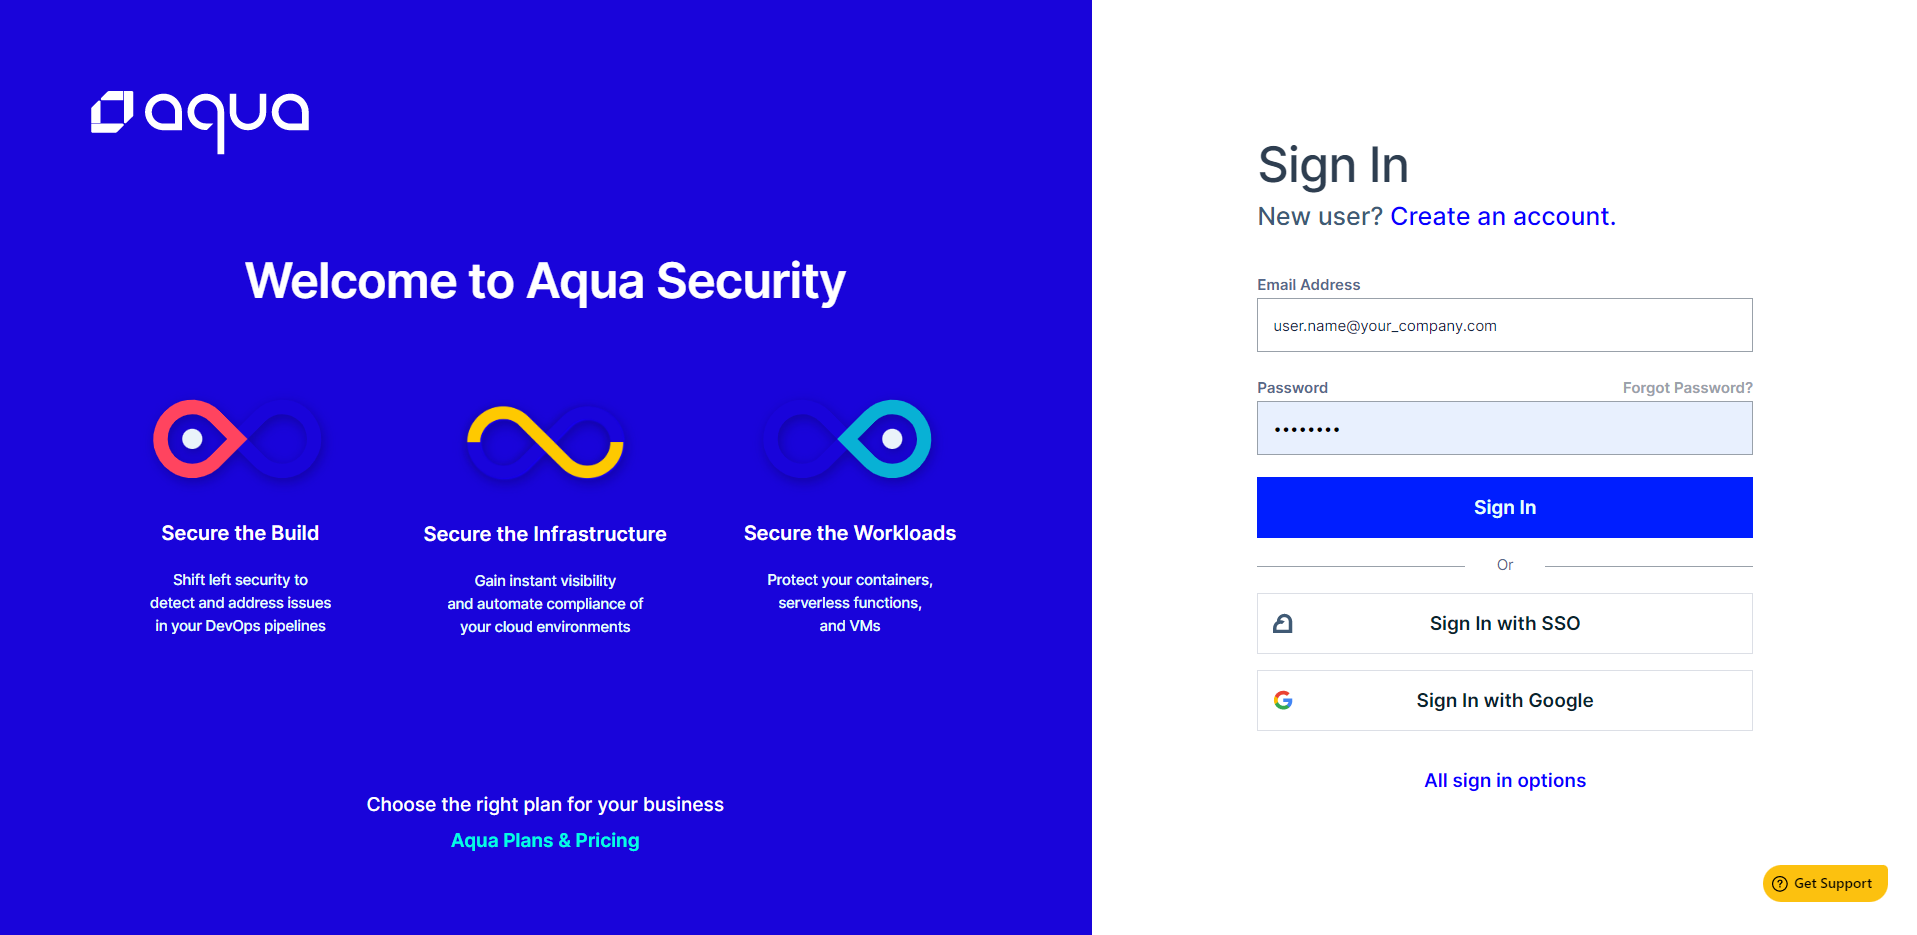 aqua
Welcome to Aqua Security
Secure the Build
Shift left security to
detect and address issues
in your DevOps pipelines
Secure the Infrastructure
Gain instant visibility
and automate compliance of
your cloud environments
Secure the Workloads
Protect your containers,
serverless functions,
and VMs
Choose the right plan for your business
Aqua Plans & Pricing
Sign In
New user? Create an account.
Email Address
user.name@your_company.com
Password Forgot Password?
••••••••
Sign In
Or
Sign In with SSO
Sign In with Google
All sign in options
Get Support